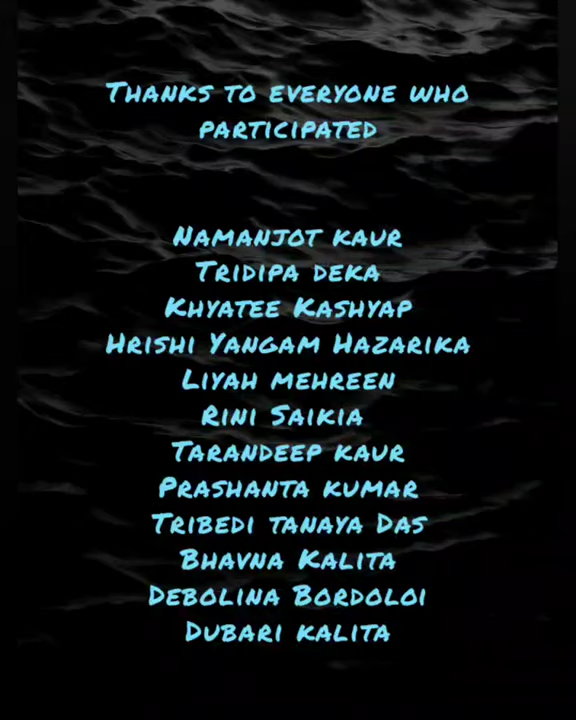 Thanks to everyone who
participated
Namanjot kaur
Tridipa deka
Khyatee Kashyap
Hrishi Yangam Hazarika
Liyah mehreen
Rini Saikia
Tarandeep kaur
Prashanta kumar
Tribedi tanaya Das
Bhavna Kalita
Debolina Bordoloi
Dubari kalita